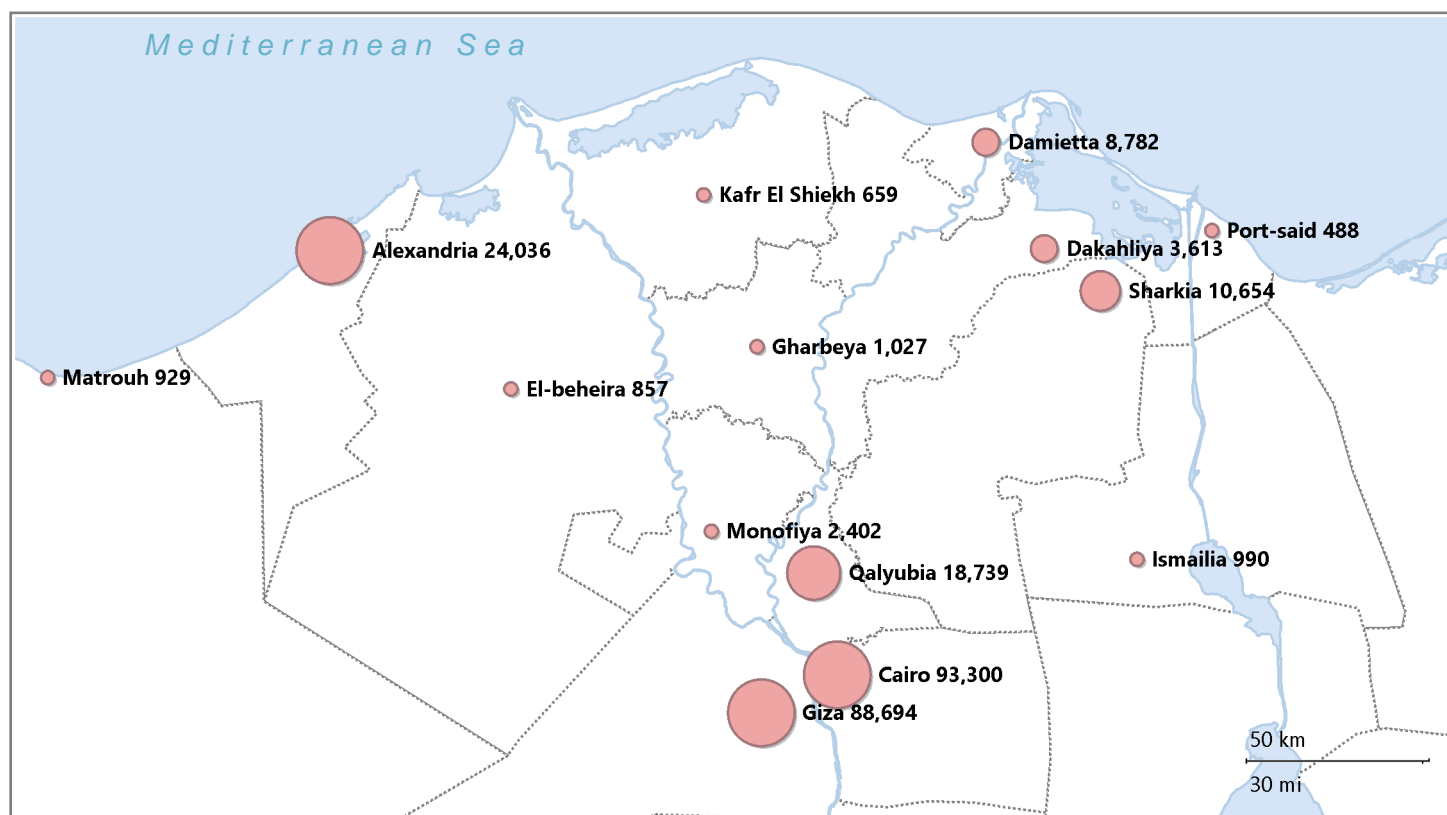 Mediterranean Sea
Damietta 8,782
Kafr El Shiekh 659
Port-said 488
Alexandria 24,036
Dakahliya 3,613
Sharkia 10,654
Gharbeya 1,027
Matrouh 929
El-beheira 857
Monofiya 2,402
Ismailia 990
Qalyubia 18,739
Cairo 93,300
Giza 88,694
50 km
30 mi